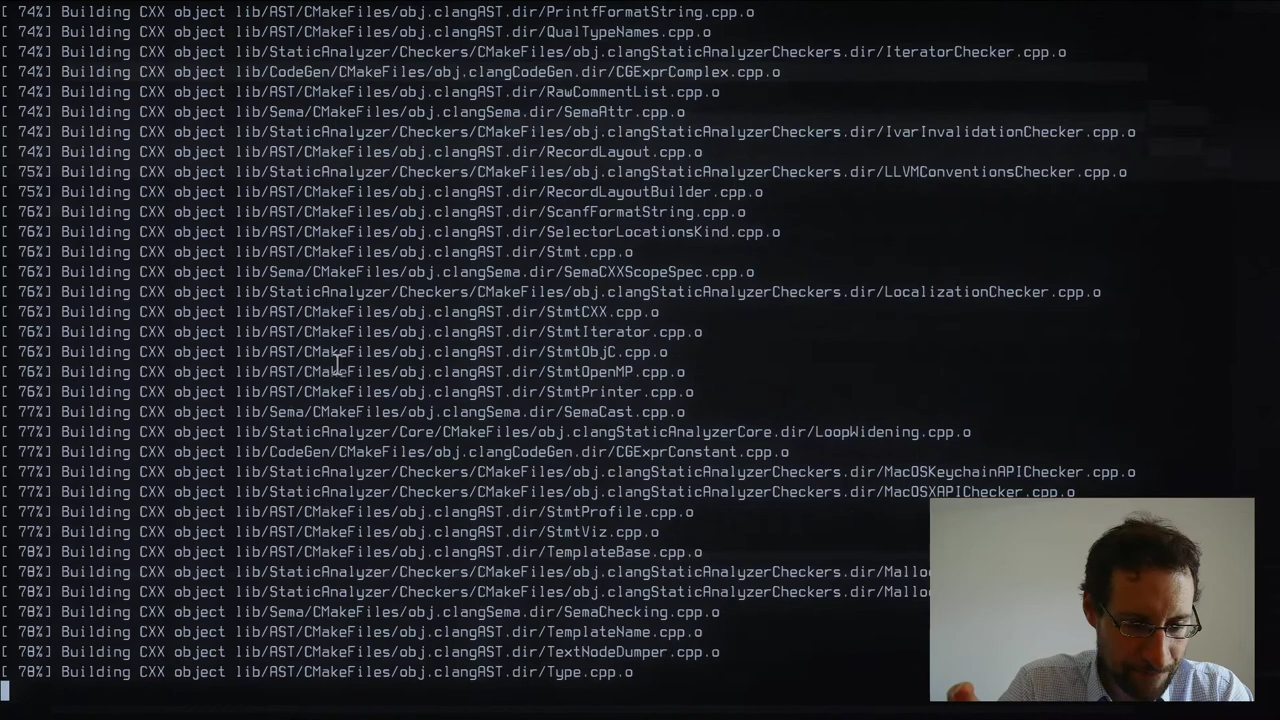 [ 74%] Building CXX object lib/AST/CMakeFiles/obj.clangAST.dir/PrintfFormatString.cpp.o
[ 74%] Building CXX object lib/AST/CMakeFiles/obj.clangAST.dir/QualTypeNames.cpp.o
[ 74%] Building CXX object lib/StaticAnalyzer/Checkers/CMakeFiles/obj.clangStaticAnalyzerCheckers.dir/IteratorChecker.cpp.o
[ 74%] Building CXX object lib/CodeGen/CMakeFiles/obj.clangCodeGen.dir/CGExprComplex.cpp.o
[ 74%] Building CXX object lib/AST/CMakeFiles/obj.clangAST.dir/RawCommentList.cpp.o
[ 74%] Building CXX object lib/Sema/CMakeFiles/obj.clangSema.dir/SemaAttr.cpp.o
[ 74%] Building CXX object lib/StaticAnalyzer/Checkers/CMakeFiles/obj.clangStaticAnalyzerCheckers.dir/IvarInvalidationChecker.cpp.o
[ 74%] Building CXX object lib/AST/CMakeFiles/obj.clangAST.dir/RecordLayout.cpp.o
[ 75%] Building CXX object lib/StaticAnalyzer/Checkers/CMakeFiles/obj.clangStaticAnalyzerCheckers.dir/LLVMConventionsChecker.cpp.o
[ 75%] Building CXX object lib/AST/CMakeFiles/obj.clangAST.dir/RecordLayoutBuilder.cpp.o
[ 76%] Building CXX object lib/AST/CMakeFiles/obj.clangAST.dir/ScanfFormatString.cpp.o
[ 76%] Building CXX object lib/AST/CMakeFiles/obj.clangAST.dir/SelectorLocationsKind.cpp.o
[ 76%] Building CXX object lib/AST/CMakeFiles/obj.clangAST.dir/Stmt.cpp.o
[ 76%] Building CXX object lib/Sema/CMakeFiles/obj.clangSema.dir/SemaCXXScopeSpec.cpp.o
[ 76%] Building CXX object lib/StaticAnalyzer/Checkers/CMakeFiles/obj.clangStaticAnalyzerCheckers.dir/LocalizationChecker.cpp.o
[ 76%] Building CXX object lib/AST/CMakeFiles/obj.clangAST.dir/StmtCXX.cpp.o
[ 76%] Building CXX object lib/AST/CMakeFiles/obj.clangAST.dir/StmtIterator.cpp.o
[ 76%] Building CXX object lib/AST/CMakeFiles/obj.clangAST.dir/StmtObjC.cpp.o
[ 76%] Building CXX object lib/AST/CMakeFiles/obj.clangAST.dir/StmtOpenMP.cpp.o
[ 76%] Building CXX object lib/AST/CMakeFiles/obj.clangAST.dir/StmtPrinter.cpp.o
[ 77%] Building CXX object lib/Sema/CMakeFiles/obj.clangSema.dir/SemaCast.cpp.o
[ 77%] Building CXX object lib/StaticAnalyzer/Core/CMakeFiles/obj.clangStaticAnalyzerCore.dir/LoopWidening.cpp.o
[ 77%] Building CXX object lib/CodeGen/CMakeFiles/obj.clangCodeGen.dir/CGExprConstant.cpp.o
[ 77%] Building CXX object lib/StaticAnalyzer/Checkers/CMakeFiles/obj.clangStaticAnalyzerCheckers.dir/MacOSKeychainAPIChecker.cpp.o
[ 77%] Building CXX object lib/StaticAnalyzer/Checkers/CMakeFiles/obj.clangStaticAnalyzerCheckers.dir/MacOSXAPIChecker.cpp.o
[ 77%] Building CXX object lib/AST/CMakeFiles/obj.clangAST.dir/StmtProfile.cpp.o
[ 77%] Building CXX object lib/AST/CMakeFiles/obj.clangAST.dir/StmtViz.cpp.o
[ 78%] Building CXX object lib/AST/CMakeFiles/obj.clangAST.dir/TemplateBase.cpp.o
[ 78%] Building CXX object lib/StaticAnalyzer/Checkers/CMakeFiles/obj.clangStaticAnalyzerCheckers.dir/Malloc
[ 78%] Building CXX object lib/StaticAnalyzer/Checkers/CMakeFiles/obj.clangStaticAnalyzerCheckers.dir/Malloc
[ 78%] Building CXX object lib/Sema/CMakeFiles/obj.clangSema.dir/SemaChecking.cpp.o
[ 78%] Building CXX object lib/AST/CMakeFiles/obj.clangAST.dir/TemplateName.cpp.o
[ 78%] Building CXX object lib/AST/CMakeFiles/obj.clangAST.dir/TextNodeDumper.cpp.o
[ 78%] Building CXX object lib/AST/CMakeFiles/obj.clangAST.dir/Type.cpp.o